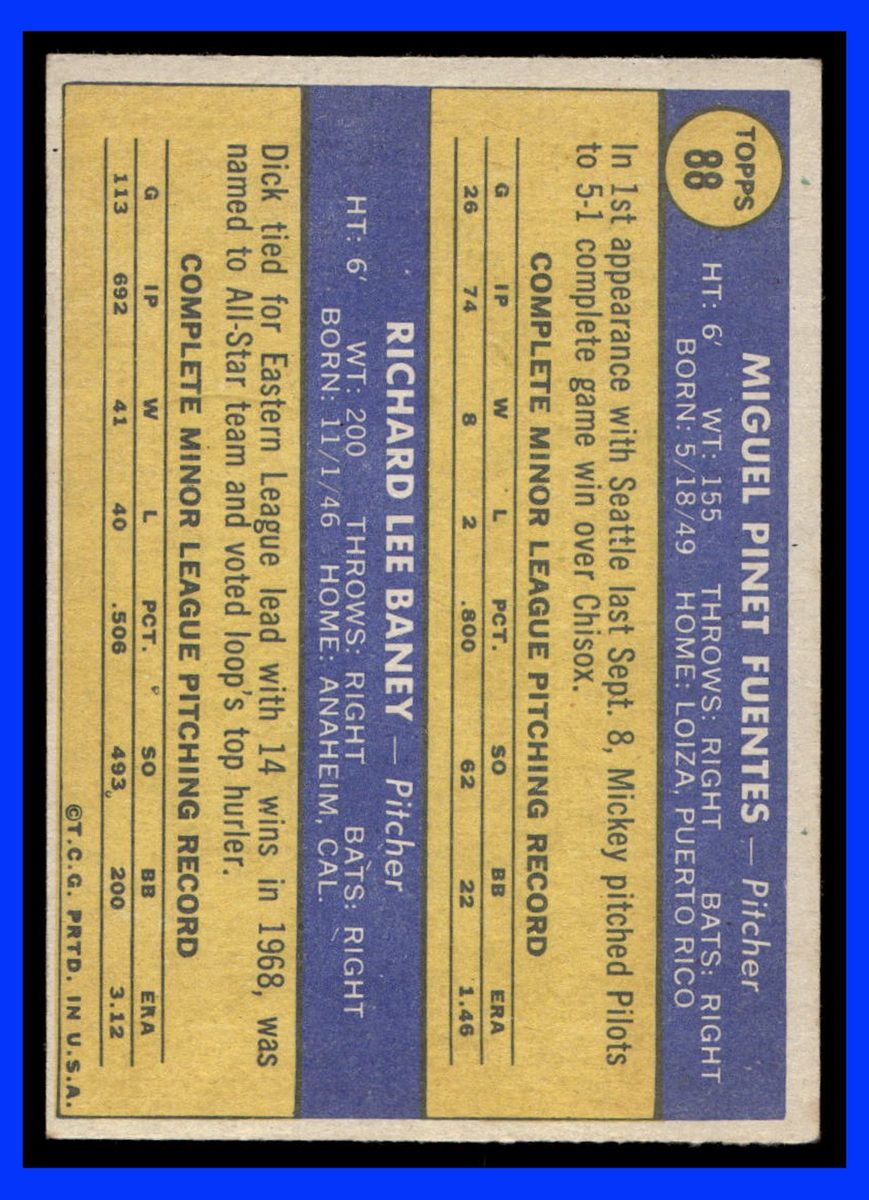 TOPPS
88
MIGUEL PINET FUENTES — Pitcher
HT: 6' WT: 155 THROWS: RIGHT BATS: RIGHT
BORN: 5/18/49 HOME: LOIZA, PUERTO RICO
In 1st appearance with Seattle last Sept. 8, Mickey pitched Pilots
to 5-1 complete game win over Chisox.
COMPLETE MINOR LEAGUE PITCHING RECORD
G IP W L PCT. SO BB ERA
26 74 8 2 .800 62 22 1.46
RICHARD LEE BANEY — Pitcher
HT: 6' WT: 200 THROWS: RIGHT BATS: RIGHT
BORN: 11/1/46 HOME: ANAHEIM, CAL.
Dick tied for Eastern League lead with 14 wins in 1968, was
named to All-Star team and voted loop's top hurler.
COMPLETE MINOR LEAGUE PITCHING RECORD
G IP W L PCT. SO BB ERA
113 692 41 40 .506 493 200 3.12
©T.C.G. PRTD. IN U.S.A.